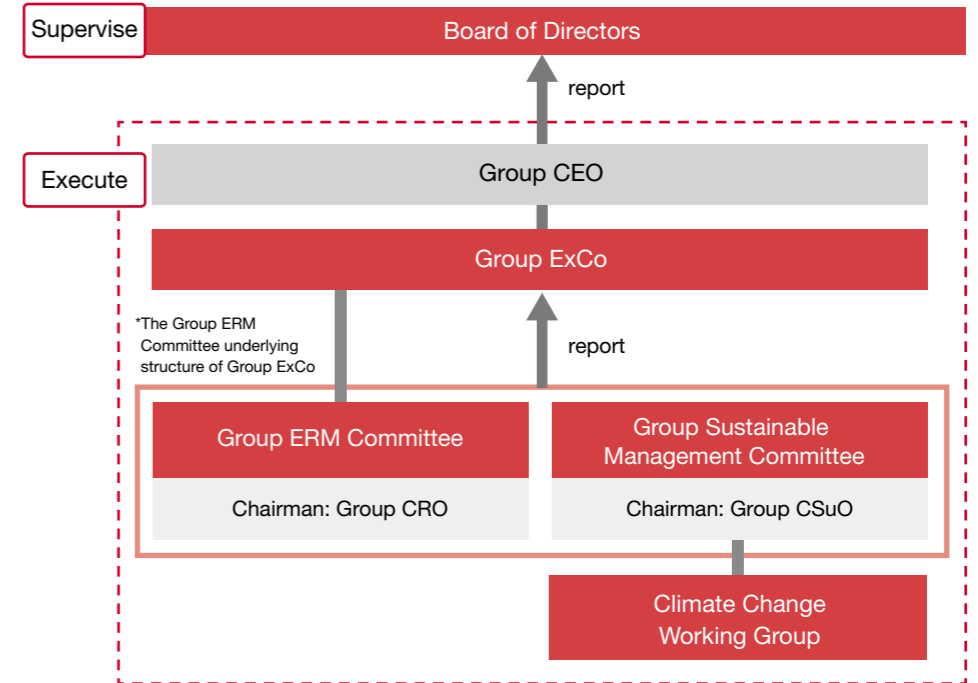 Supervise
Board of Directors
report
Execute
Group CEO
Group ExCo
*The Group ERM
Committee underlying
structure of Group ExCo
report
Group ERM Committee
Chairman: Group CRO
Group Sustainable
Management Committee
Chairman: Group CSuO
Climate Change
Working Group